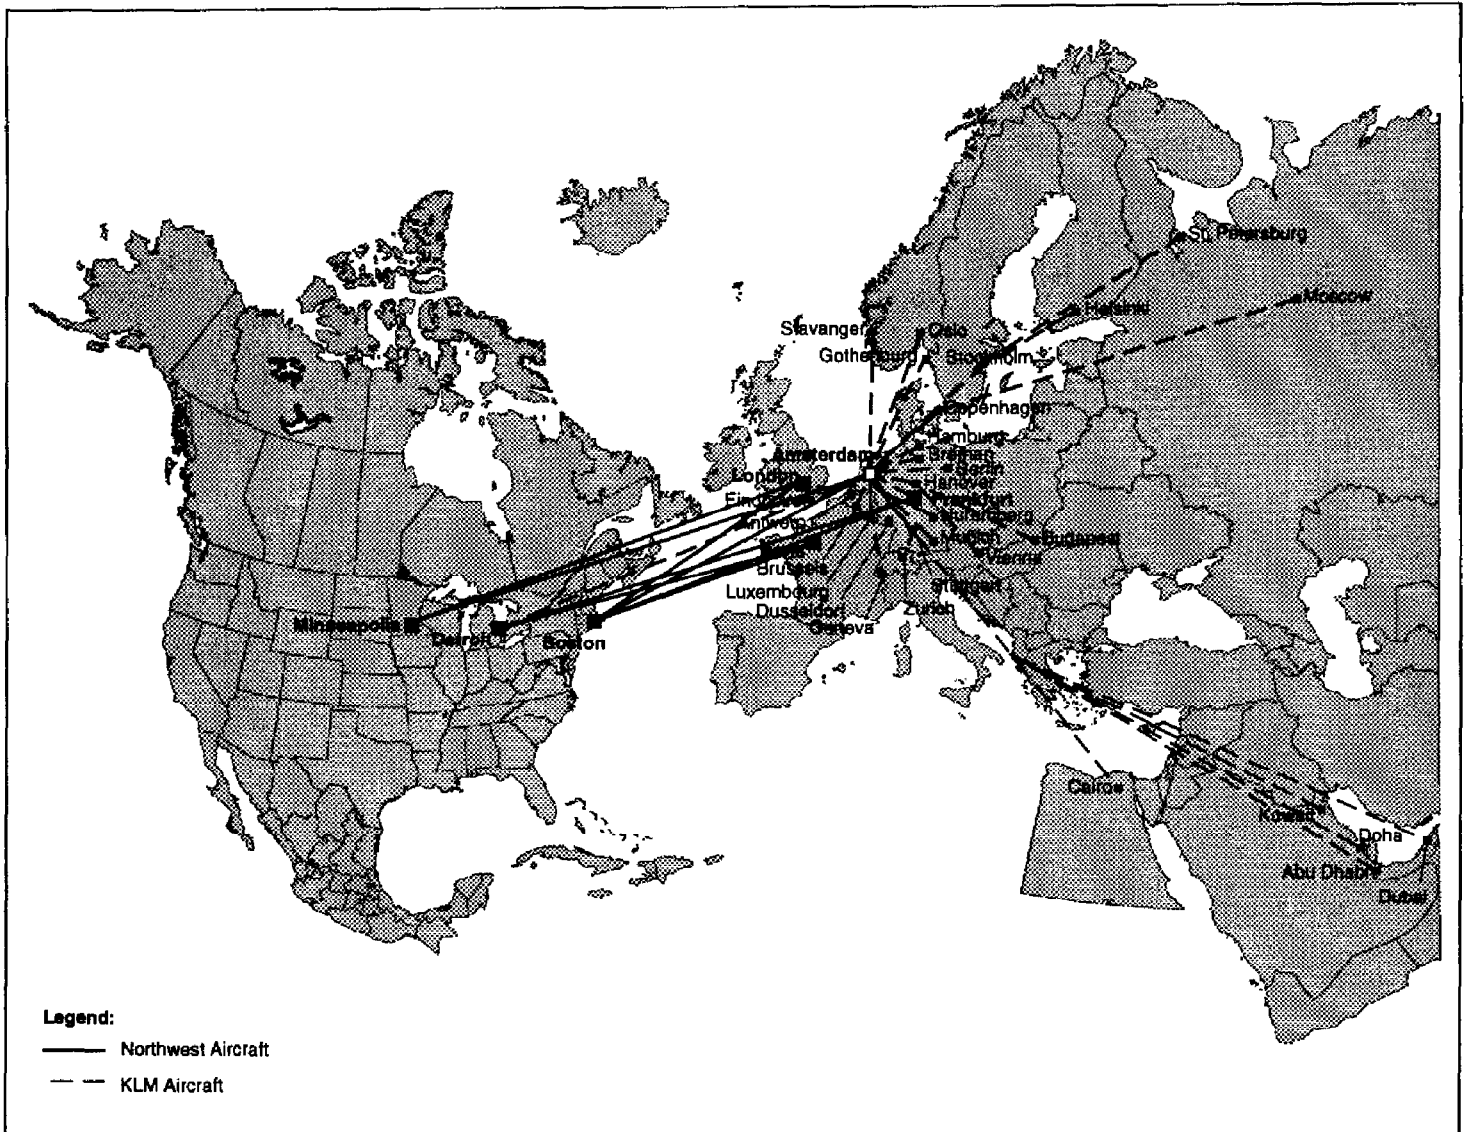 St. Petersburg
Moscow
Helsinki
Stavanger
Oslo
Gothenburg
Stockholm
Copenhagen
Hamburg
Amsterdam
Bremen
Berlin
London
Hanover
Frankfurt
Antwerp
Munich
Budapest
Vienna
Brussels
Stuttgart
Luxembourg
Dusseldorf
Zurich
Geneva
Minneapolis
Detroit
Boston
Cairo
Kuwait
Doha
Abu Dhabi
Dubai
Legend:
Northwest Aircraft
KLM Aircraft